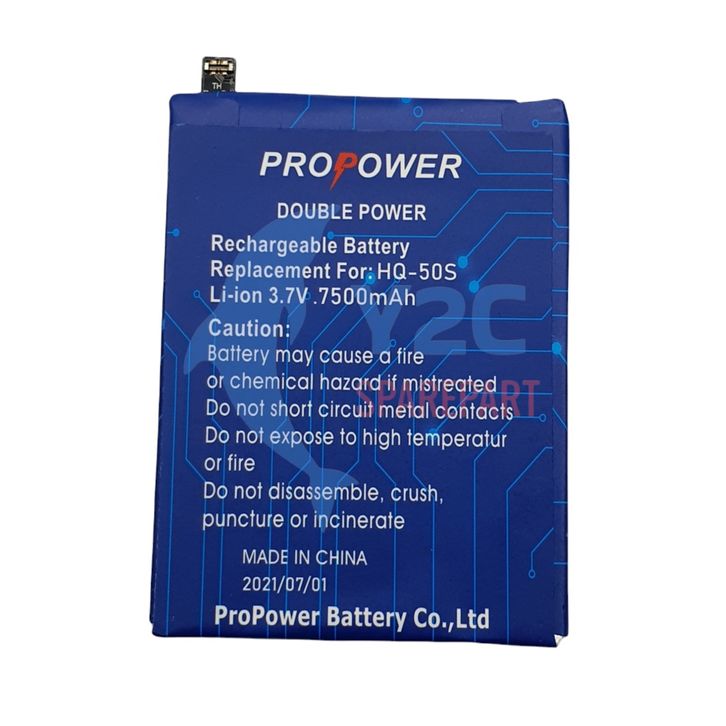 TH
PROPOWER
DOUBLE POWER
Rechargeable Battery
Replacement For: HQ-50S
Li-ion 3.7V .7500mAh
Y2C
Caution:
Battery may cause a fire
or chemical hazard if mistreated
SPAREPART
Do not short circuit metal contacts
Do not expose to high temperatur
or fire
Do not disassemble, crush,
puncture or incinerate
MADE IN CHINA
2021/07/01
ProPower Battery Co.,Ltd